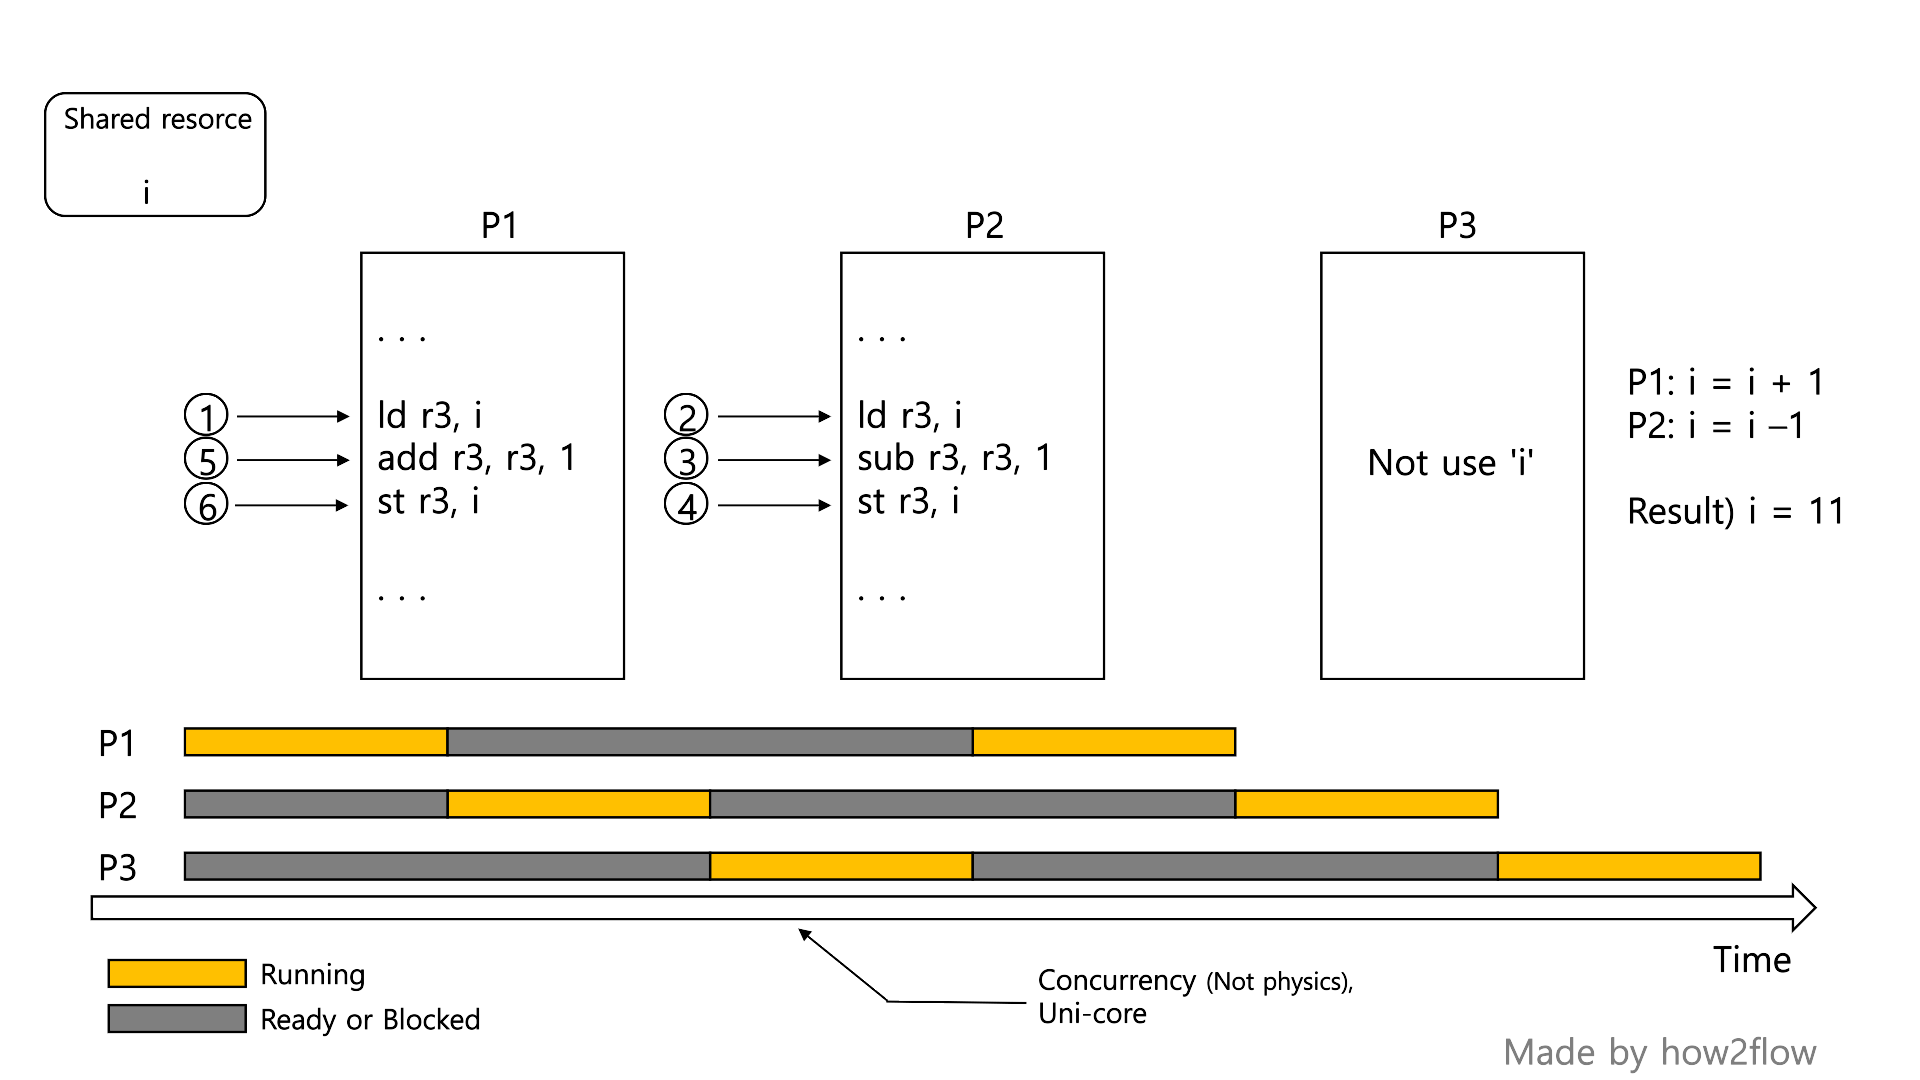 Shared resorce
i
P1
P2
P3
. . .
① ld r3, i
⑤ add r3, r3, 1
⑥ st r3, i
. . .
. . .
② ld r3, i
③ sub r3, r3, 1
④ st r3, i
. . .
Not use 'i'
P1: i = i + 1
P2: i = i –1
Result) i = 11
P1
P2
P3
Time
Running
Ready or Blocked
Concurrency (Not physics),
Uni-core
Made by how2flow